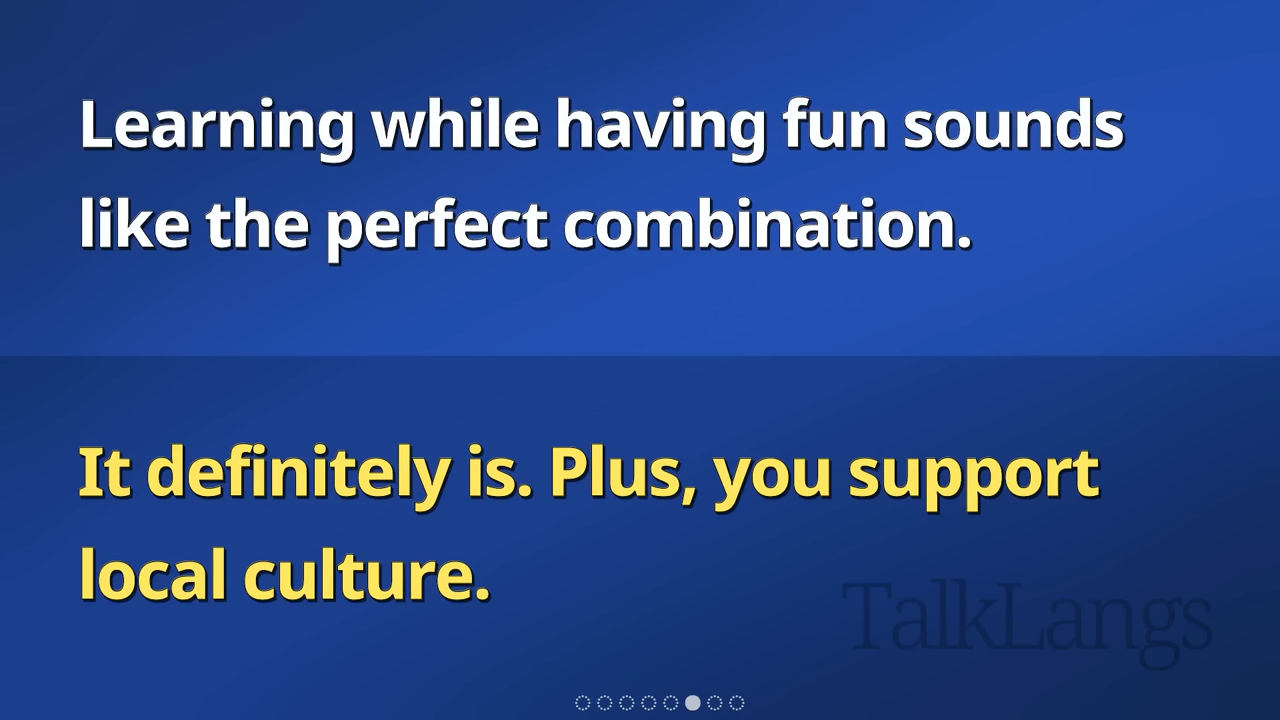 Learning while having fun sounds
like the perfect combination.
It definitely is. Plus, you support
local culture.
TalkLangs